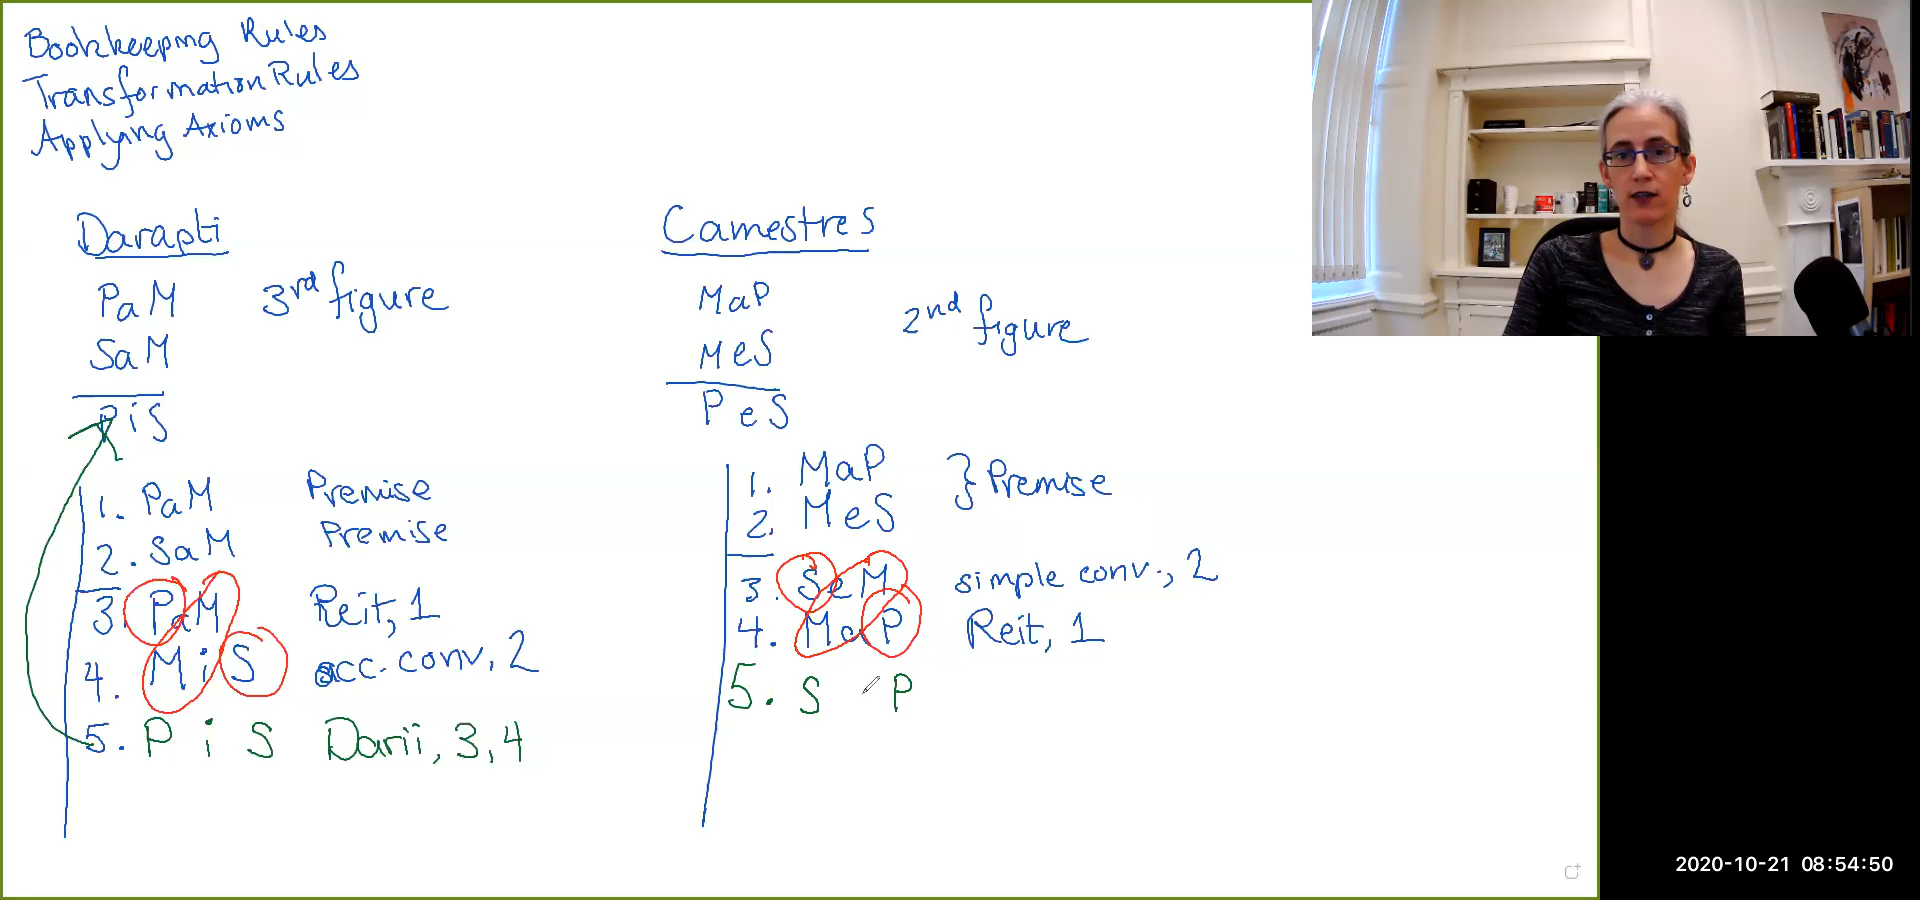 Bookkeeping Rules
Transformation Rules
Applying Axioms
Darapti
PaM
3rd figure
SaM
PiS
1. PaM Premise
2. SaM Premise
3. PaM Reit, 1
4. MiS acc. conv, 2
5. P i S Darii, 3, 4
Camestres
MaP
2nd figure
MeS
PeS
1. MaP } Premise
2. MeS
3. SeM simple conv., 2
4. MaP Reit, 1
5. S P
2020-10-21 08:54:50